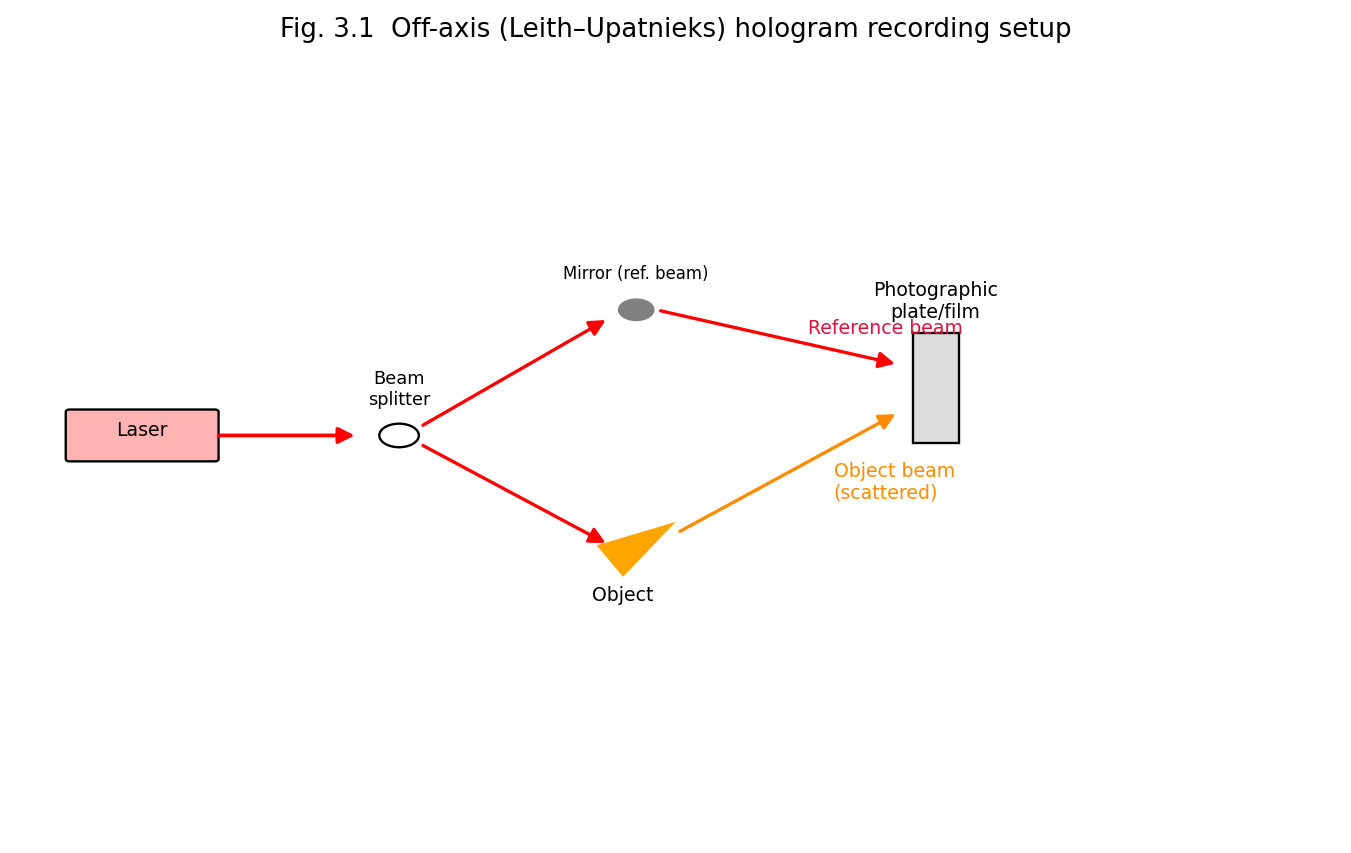 Fig. 3.1  Off-axis (Leith–Upatnieks) hologram recording setup
Mirror (ref. beam)
Photographic
plate/film
Reference beam
Beam
splitter
Laser
Object beam
(scattered)
Object